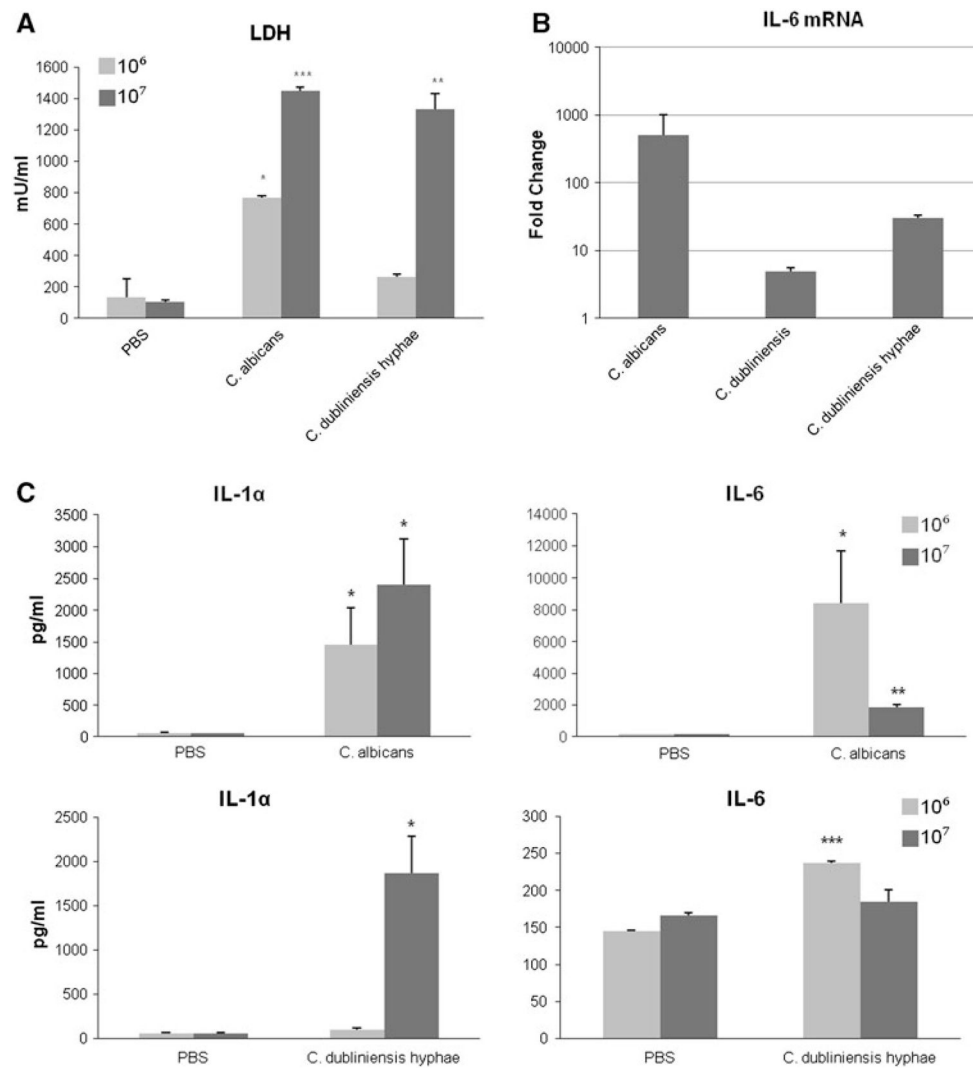 A
LDH
10⁶
10⁷
1600
1400
1200
1000
800
600
400
200
0
mU/ml
***
**
*
PBS
C. albicans
C. dubliniensis hyphae
B
IL-6 mRNA
10000
1000
100
10
1
Fold Change
C. albicans
C. dubliniensis
C. dubliniensis hyphae
C
IL-1α
3500
3000
2500
2000
1500
1000
500
0
pg/ml
*
*
PBS
C. albicans
IL-6
10⁶
10⁷
14000
12000
10000
8000
6000
4000
2000
0
*
**
PBS
C. albicans
IL-1α
2500
2000
1500
1000
500
0
pg/ml
*
PBS
C. dubliniensis hyphae
IL-6
10⁶
10⁷
300
250
200
150
100
50
0
***
PBS
C. dubliniensis hyphae